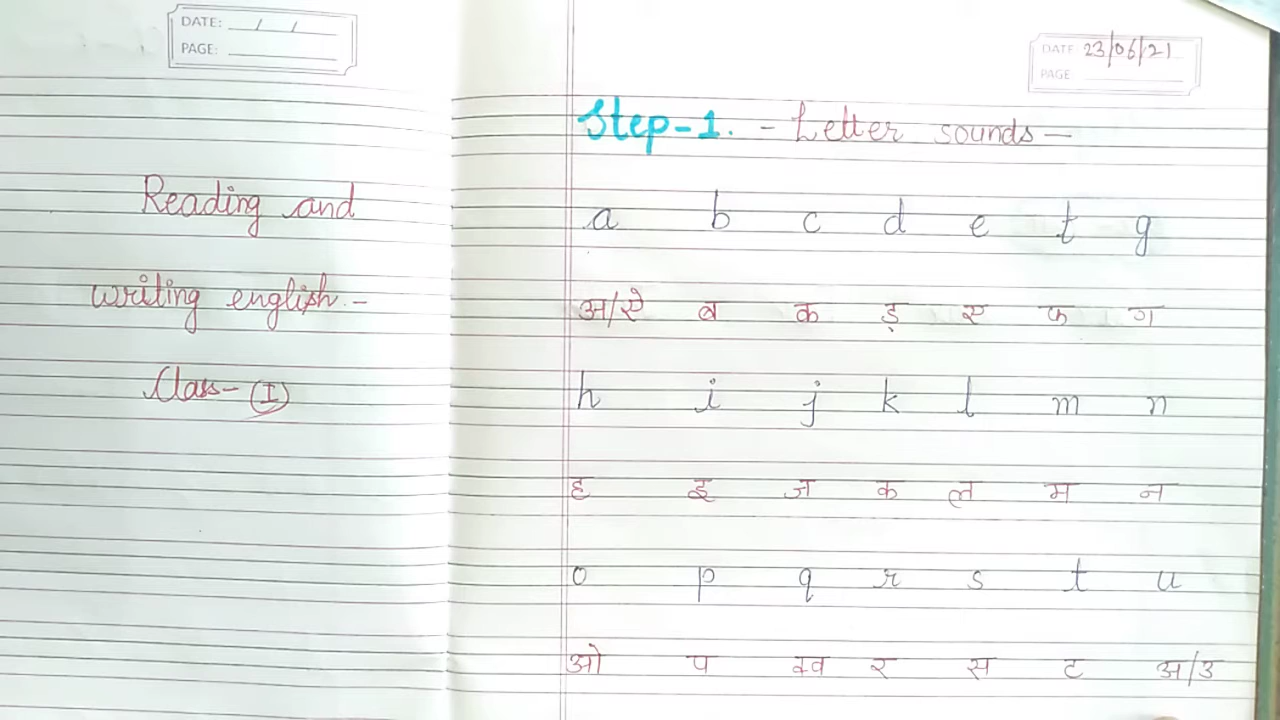 DATE: / /
PAGE:
Reading and
writing english.-
Class-(I)
DATE 23/06/21
PAGE
Step-1. - Letter sounds-
a b c d e f g
अ/ऐ ब क ड़ ए फ ग
h i j k l m n
ह इ ज क ल म न
o p q r s t u
ओ प क्व र स ट अ/उ